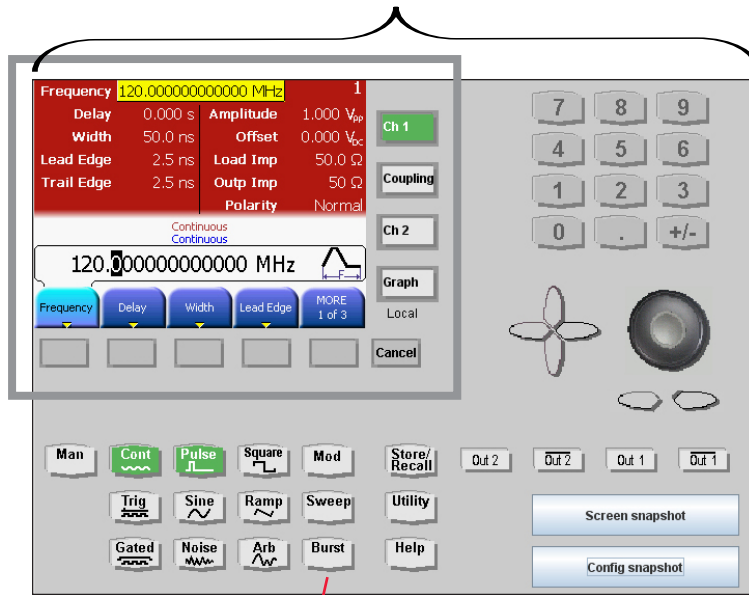 Frequency 120.000000000000 MHz 1
Delay 0.000 s Amplitude 1.000 Vpp
Width 50.0 ns Offset 0.000 VDC
Lead Edge 2.5 ns Load Imp 50.0 Ω
Trail Edge 2.5 ns Outp Imp 50 Ω
Polarity Normal
Continuous
Continuous
120.000000000000 MHz
F
Frequency Delay Width Lead Edge MORE
1 of 3
Ch 1
Coupling
Ch 2
Graph
Local
Cancel
7 8 9
4 5 6
1 2 3
0 . +/-
Man Cont Pulse Square Mod Store/
Recall
Out 2 Out 2 Out 1 Out 1
Trig Sine Ramp Sweep Utility
Screen snapshot
Gated Noise Arb Burst Help
Config snapshot